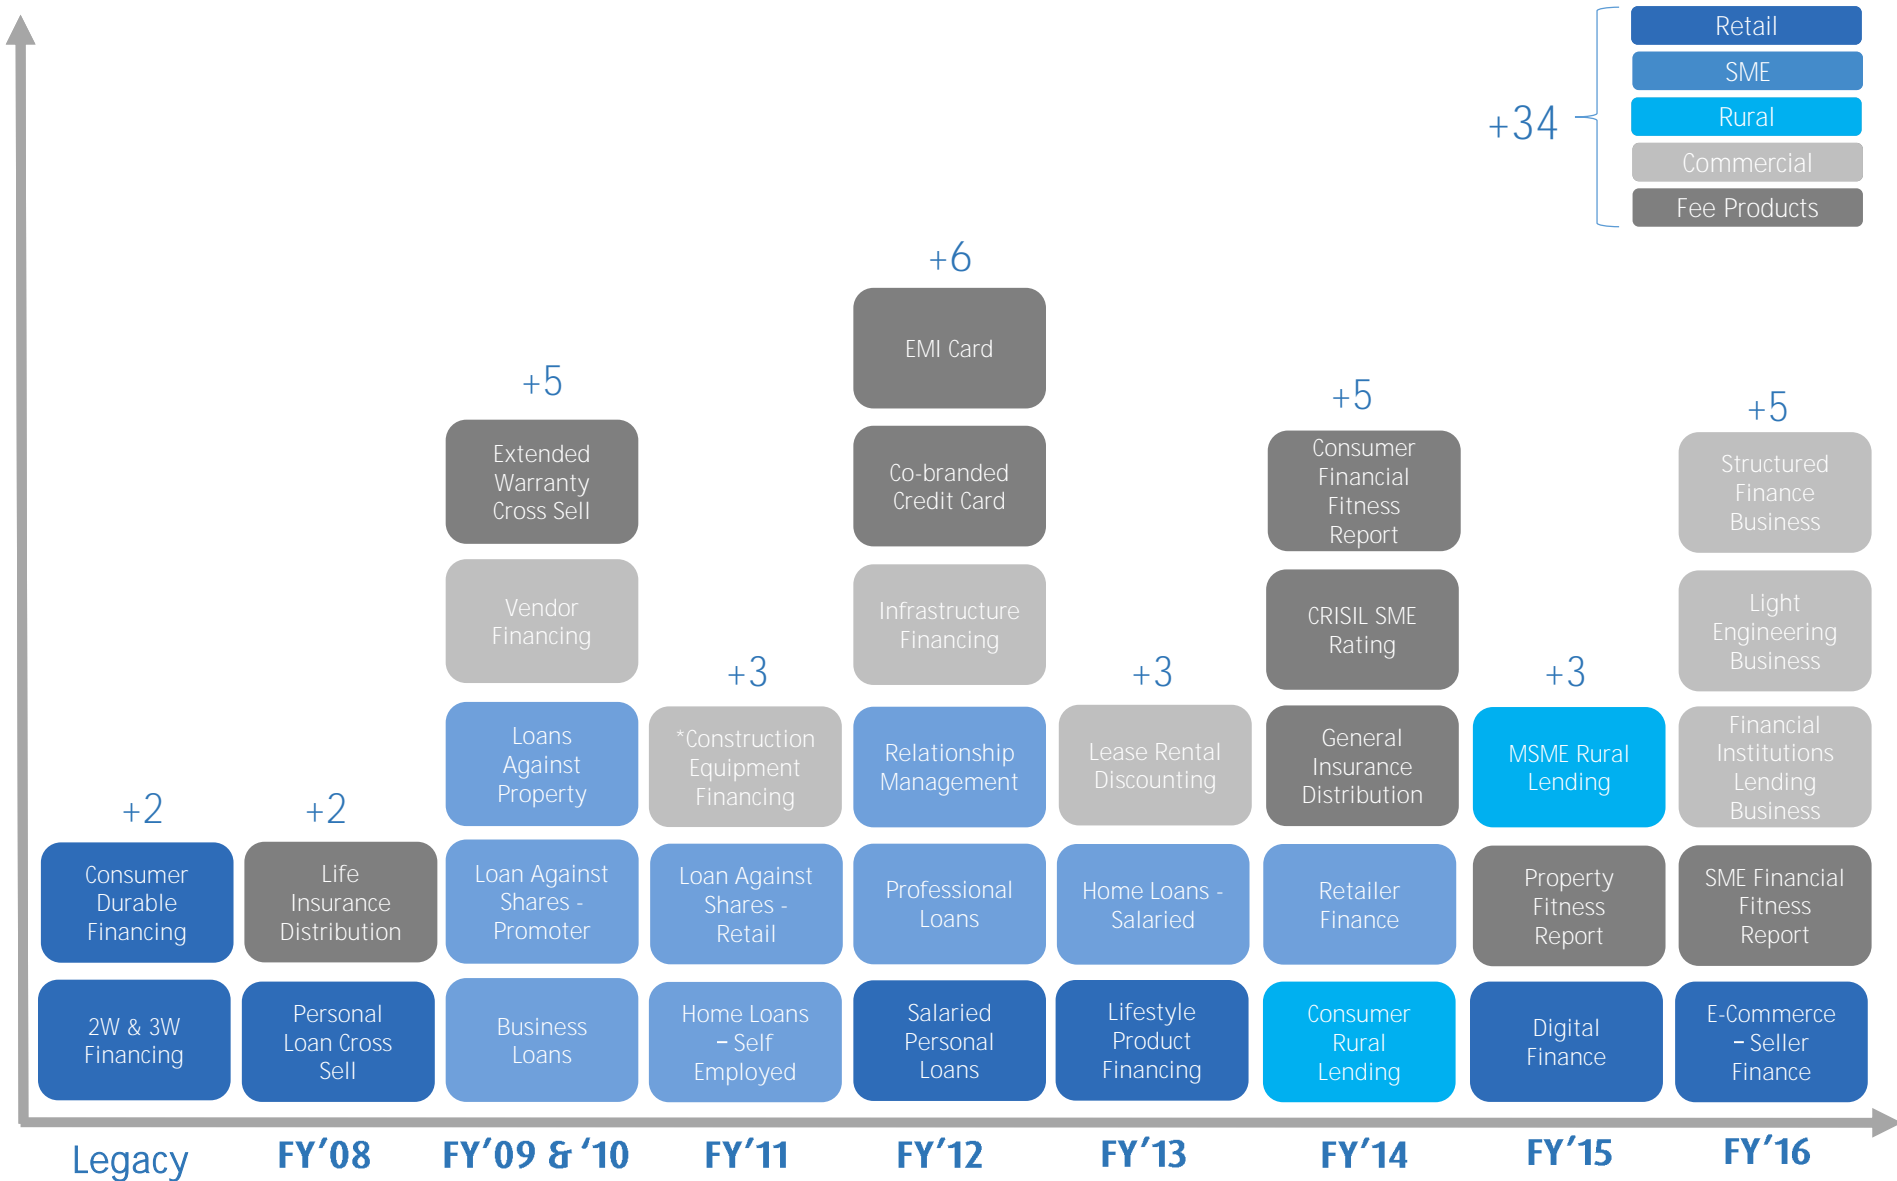 Retail
SME
Rural
Commercial
Fee Products
+34
+2
Consumer
Durable
Financing
2W & 3W
Financing
Legacy
+2
Life
Insurance
Distribution
Personal
Loan Cross
Sell
FY'08
+5
Extended
Warranty
Cross Sell
Vendor
Financing
Loans
Against
Property
Loan Against
Shares -
Promoter
Business
Loans
FY'09 & '10
+3
*Construction
Equipment
Financing
Loan Against
Shares -
Retail
Home Loans
– Self
Employed
FY'11
+6
EMI Card
Co-branded
Credit Card
Infrastructure
Financing
Relationship
Management
Professional
Loans
Salaried
Personal
Loans
FY'12
+3
Lease Rental
Discounting
Home Loans -
Salaried
Lifestyle
Product
Financing
FY'13
+5
Consumer
Financial
Fitness
Report
CRISIL SME
Rating
General
Insurance
Distribution
Retailer
Finance
Consumer
Rural
Lending
FY'14
+3
MSME Rural
Lending
Property
Fitness
Report
Digital
Finance
FY'15
+5
Structured
Finance
Business
Light
Engineering
Business
Financial
Institutions
Lending
Business
SME Financial
Fitness
Report
E-Commerce
– Seller
Finance
FY'16